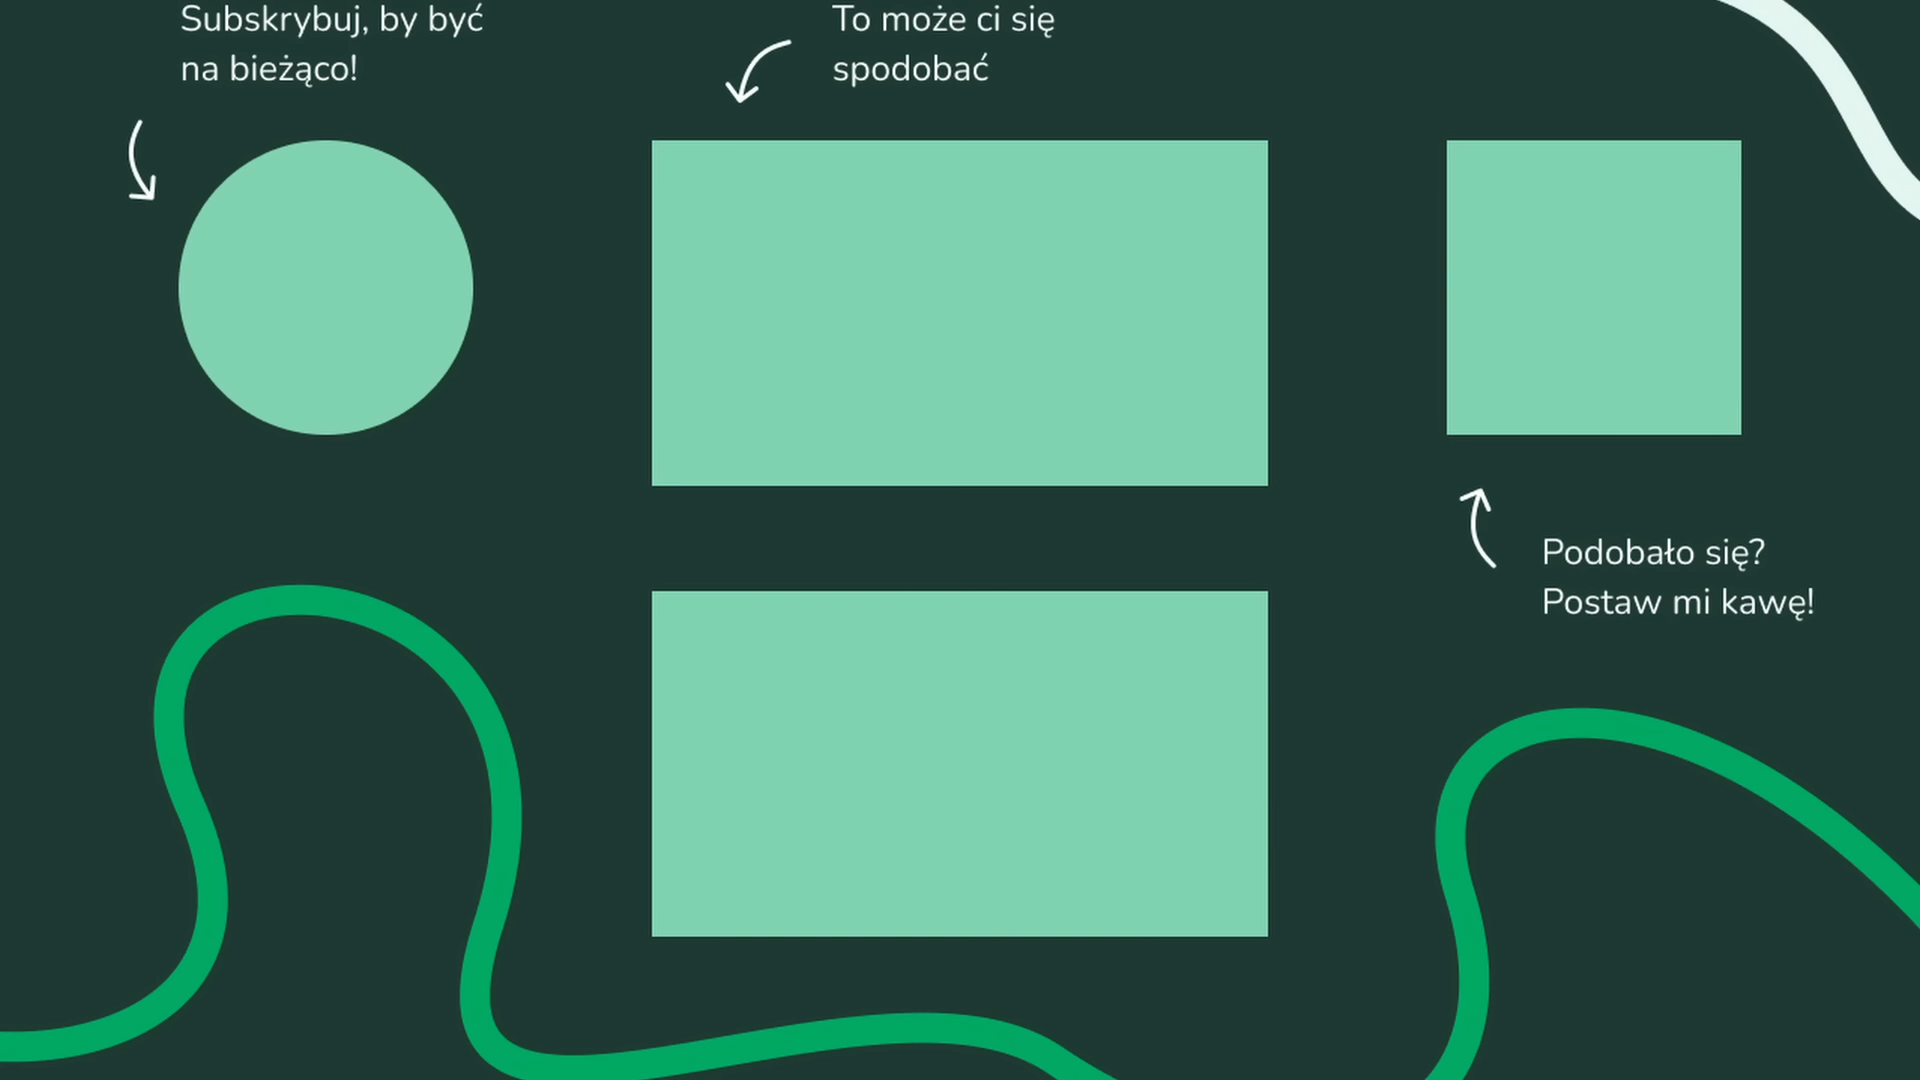 Subskrybuj, by być
na bieżąco!
To może ci się
spodobać
Podobało się?
Postaw mi kawę!